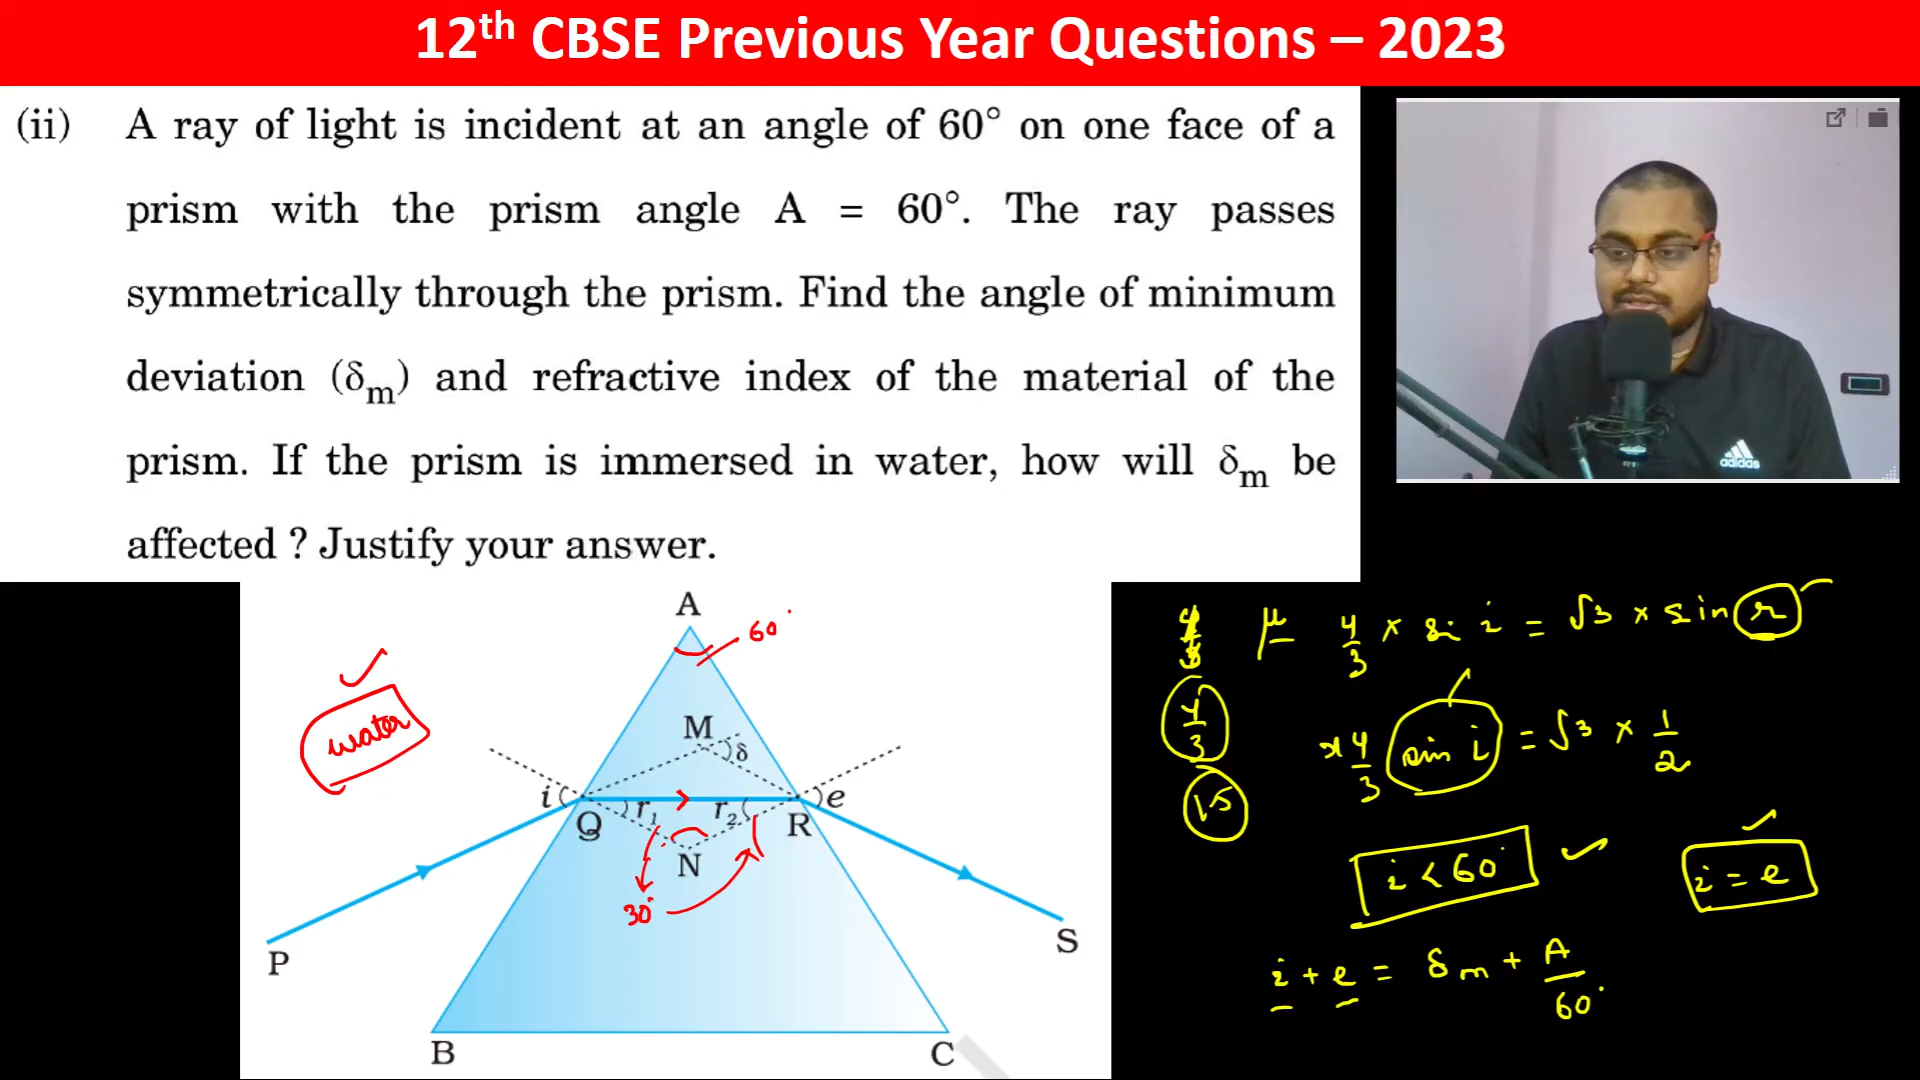 12th CBSE Previous Year Questions – 2023
(ii) A ray of light is incident at an angle of 60° on one face of a
prism with the prism angle A = 60°. The ray passes
symmetrically through the prism. Find the angle of minimum
deviation (δm) and refractive index of the material of the
prism. If the prism is immersed in water, how will δm be
affected ? Justify your answer.
adidas
A
60°
water
M
δ
i
r1
r2
e
Q
R
N
30°
P
S
B
C
μ 4/3 × si i = √3 × sin r
4/3
× 4/3 sin i = √3 × 1/2
1.5
i < 60°
i = e
i + e = δm + A
60°